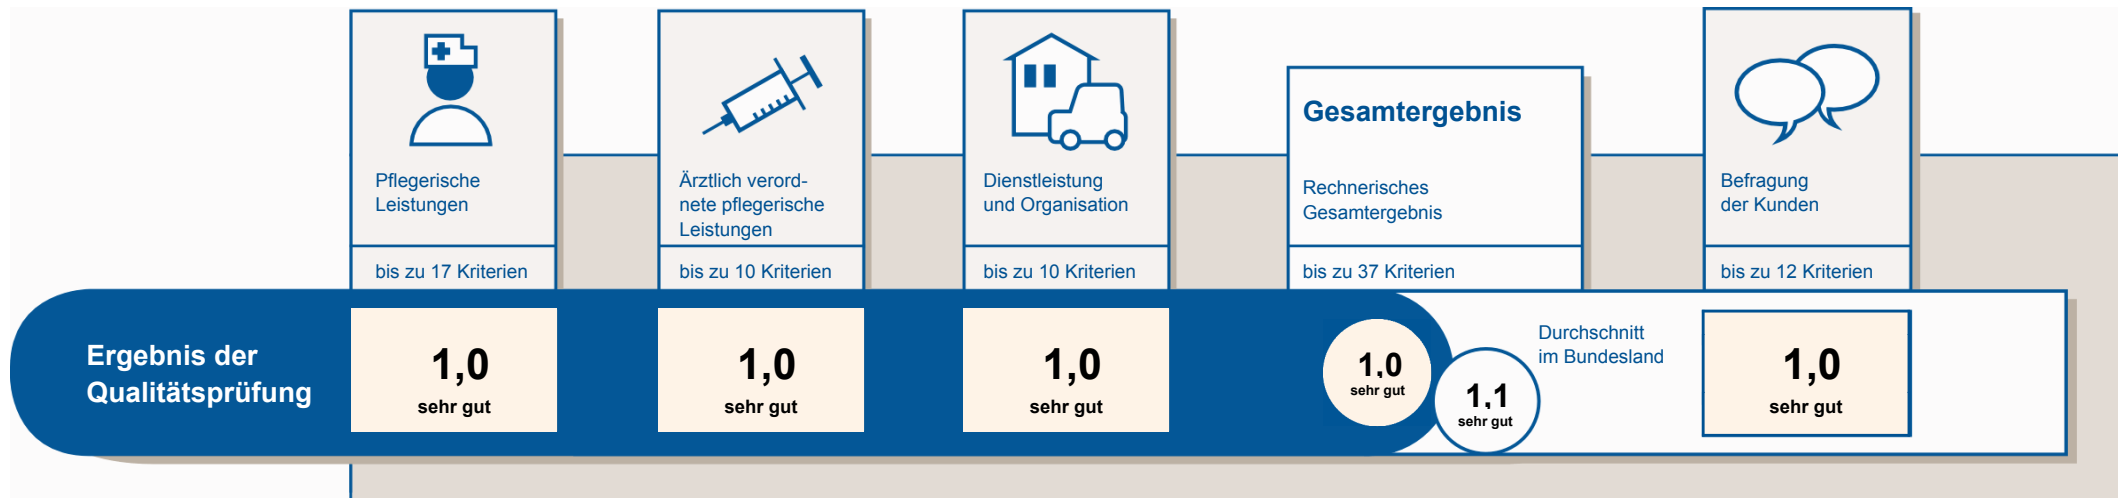 Pflegerische
Leistungen
bis zu 17 Kriterien
Ärztlich verord-
nete pflegerische
Leistungen
bis zu 10 Kriterien
Dienstleistung
und Organisation
bis zu 10 Kriterien
Gesamtergebnis
Rechnerisches
Gesamtergebnis
bis zu 37 Kriterien
Befragung
der Kunden
bis zu 12 Kriterien
Ergebnis der
Qualitätsprüfung
1,0
sehr gut
1,0
sehr gut
1,0
sehr gut
1,0
sehr gut
1,1
sehr gut
Durchschnitt
im Bundesland
1,0
sehr gut